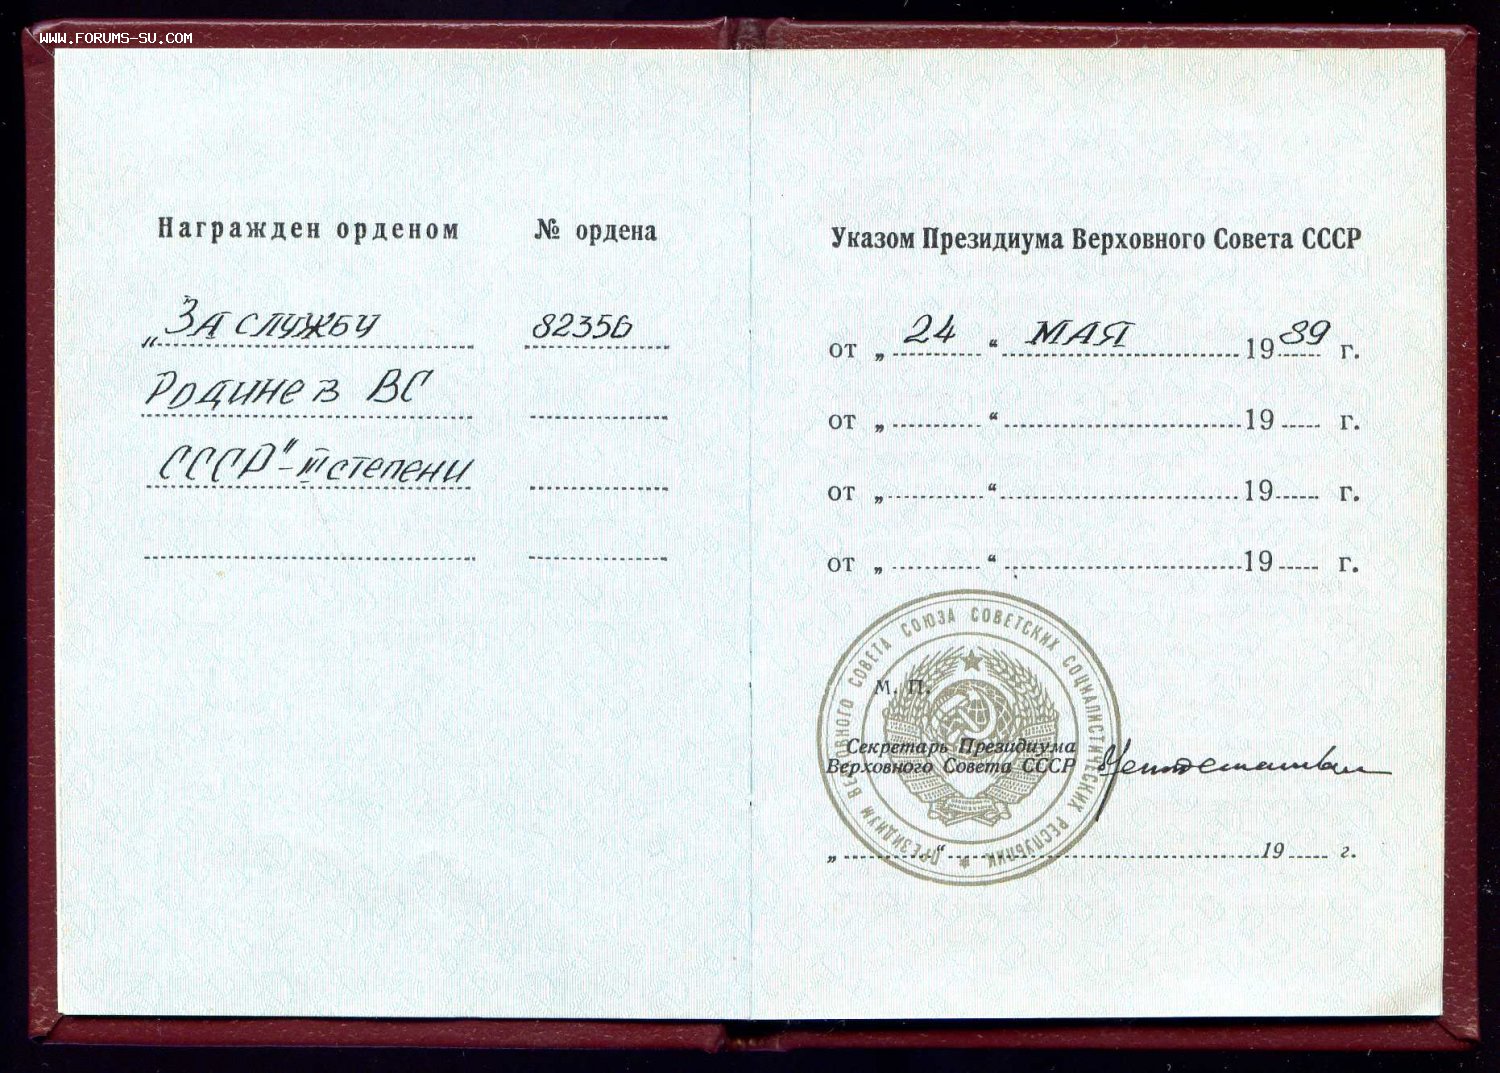 WWW.FORUMS-SU.COM
Награжден орденом
№ ордена
„За службу
82356
Родине в ВС
СССР"-III степени
Указом Президиума Верховного Совета СССР
от „ 24 “ мая 1989 г.
от „ “ 19 г.
от „ “ 19 г.
от „ “ 19 г.
ПРЕЗИДИУМ ВЕРХОВНОГО СОВЕТА СОЮЗА СОВЕТСКИХ СОЦИАЛИСТИЧЕСКИХ РЕСПУБЛИК
М. П.
Секретарь Президиума
Верховного Совета СССР
„ “ 19 г.